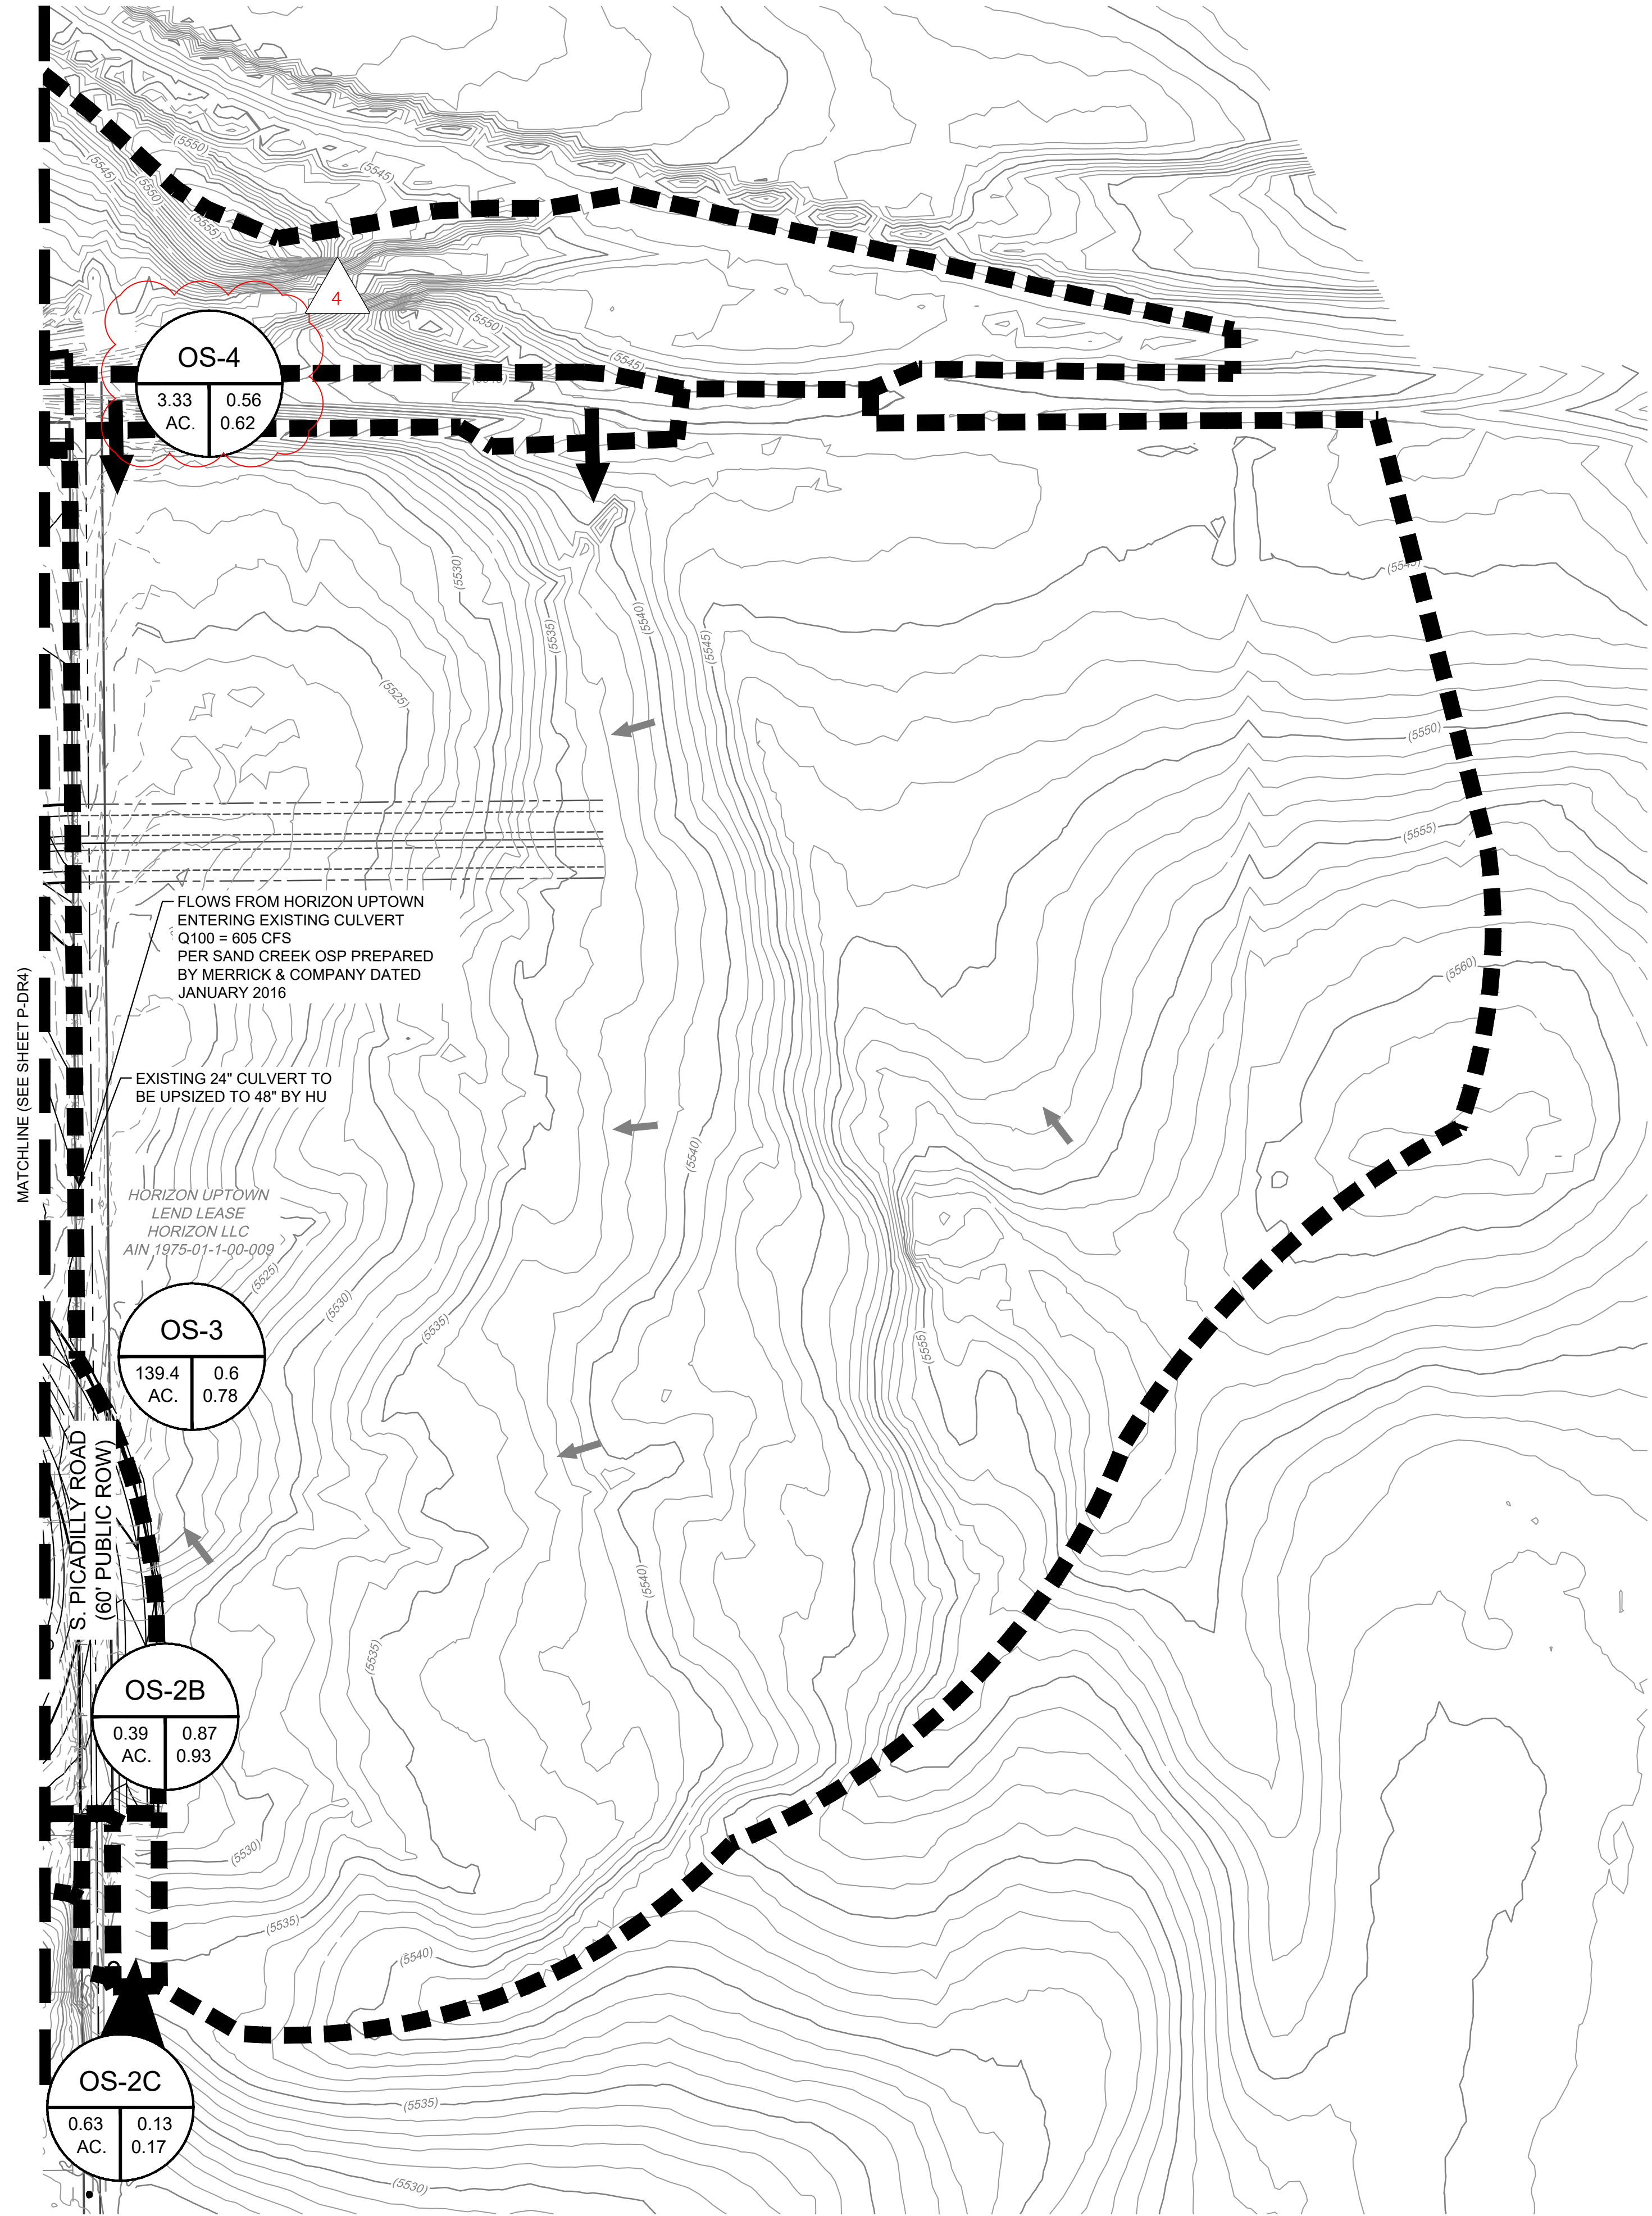 (5550)
(5545)
(5545)
(5550)
(5555)
4
(5550)
(5545)
OS-4
3.33
AC.
0.56
0.62
(5530)
(5535)
(5540)
(5545)
(5545)
(5525)
(5550)
(5555)
FLOWS FROM HORIZON UPTOWN
ENTERING EXISTING CULVERT
Q100 = 605 CFS
PER SAND CREEK OSP PREPARED
BY MERRICK & COMPANY DATED
JANUARY 2016
(5560)
MATCHLINE (SEE SHEET P-DR4)
EXISTING 24" CULVERT TO
BE UPSIZED TO 48" BY HU
(5540)
HORIZON UPTOWN
LEND LEASE
HORIZON LLC
AIN 1975-01-1-00-009
(5525)
(5530)
(5535)
(5555)
OS-3
139.4
AC.
0.6
0.78
S. PICADILLY ROAD
(60' PUBLIC ROW)
(5540)
(5535)
OS-2B
0.39
AC.
0.87
0.93
(5530)
(5535)
(5540)
OS-2C
0.63
AC.
0.13
0.17
(5535)
(5530)